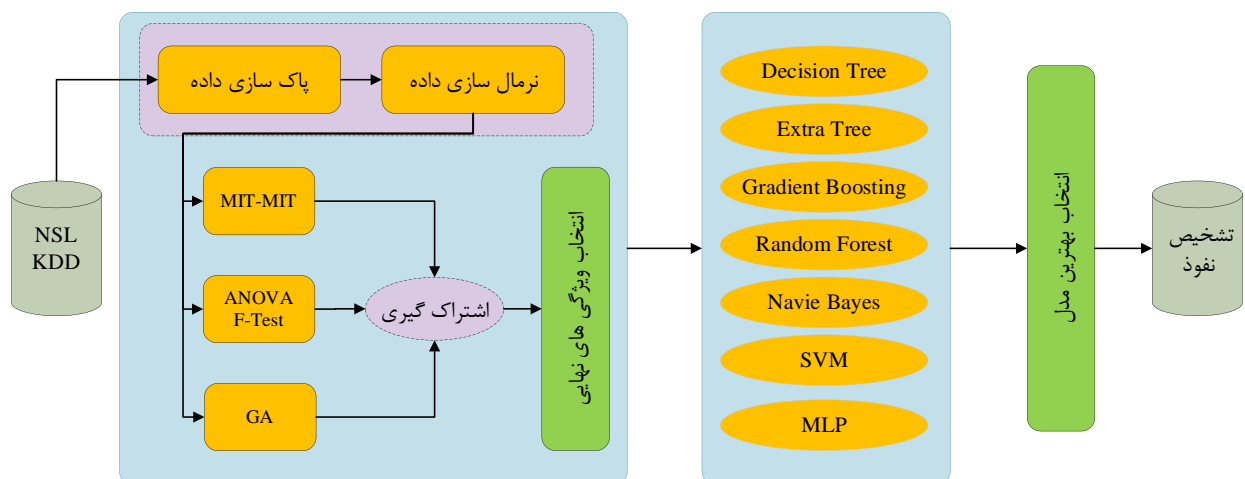 NSL
KDD
پاک سازی داده
نرمال سازی داده
MIT-MIT
ANOVA
F-Test
GA
اشتراک گیری
انتخاب ویژگی های نهایی
Decision Tree
Extra Tree
Gradient Boosting
Random Forest
Navie Bayes
SVM
MLP
انتخاب بهترین مدل
تشخیص
نفوذ